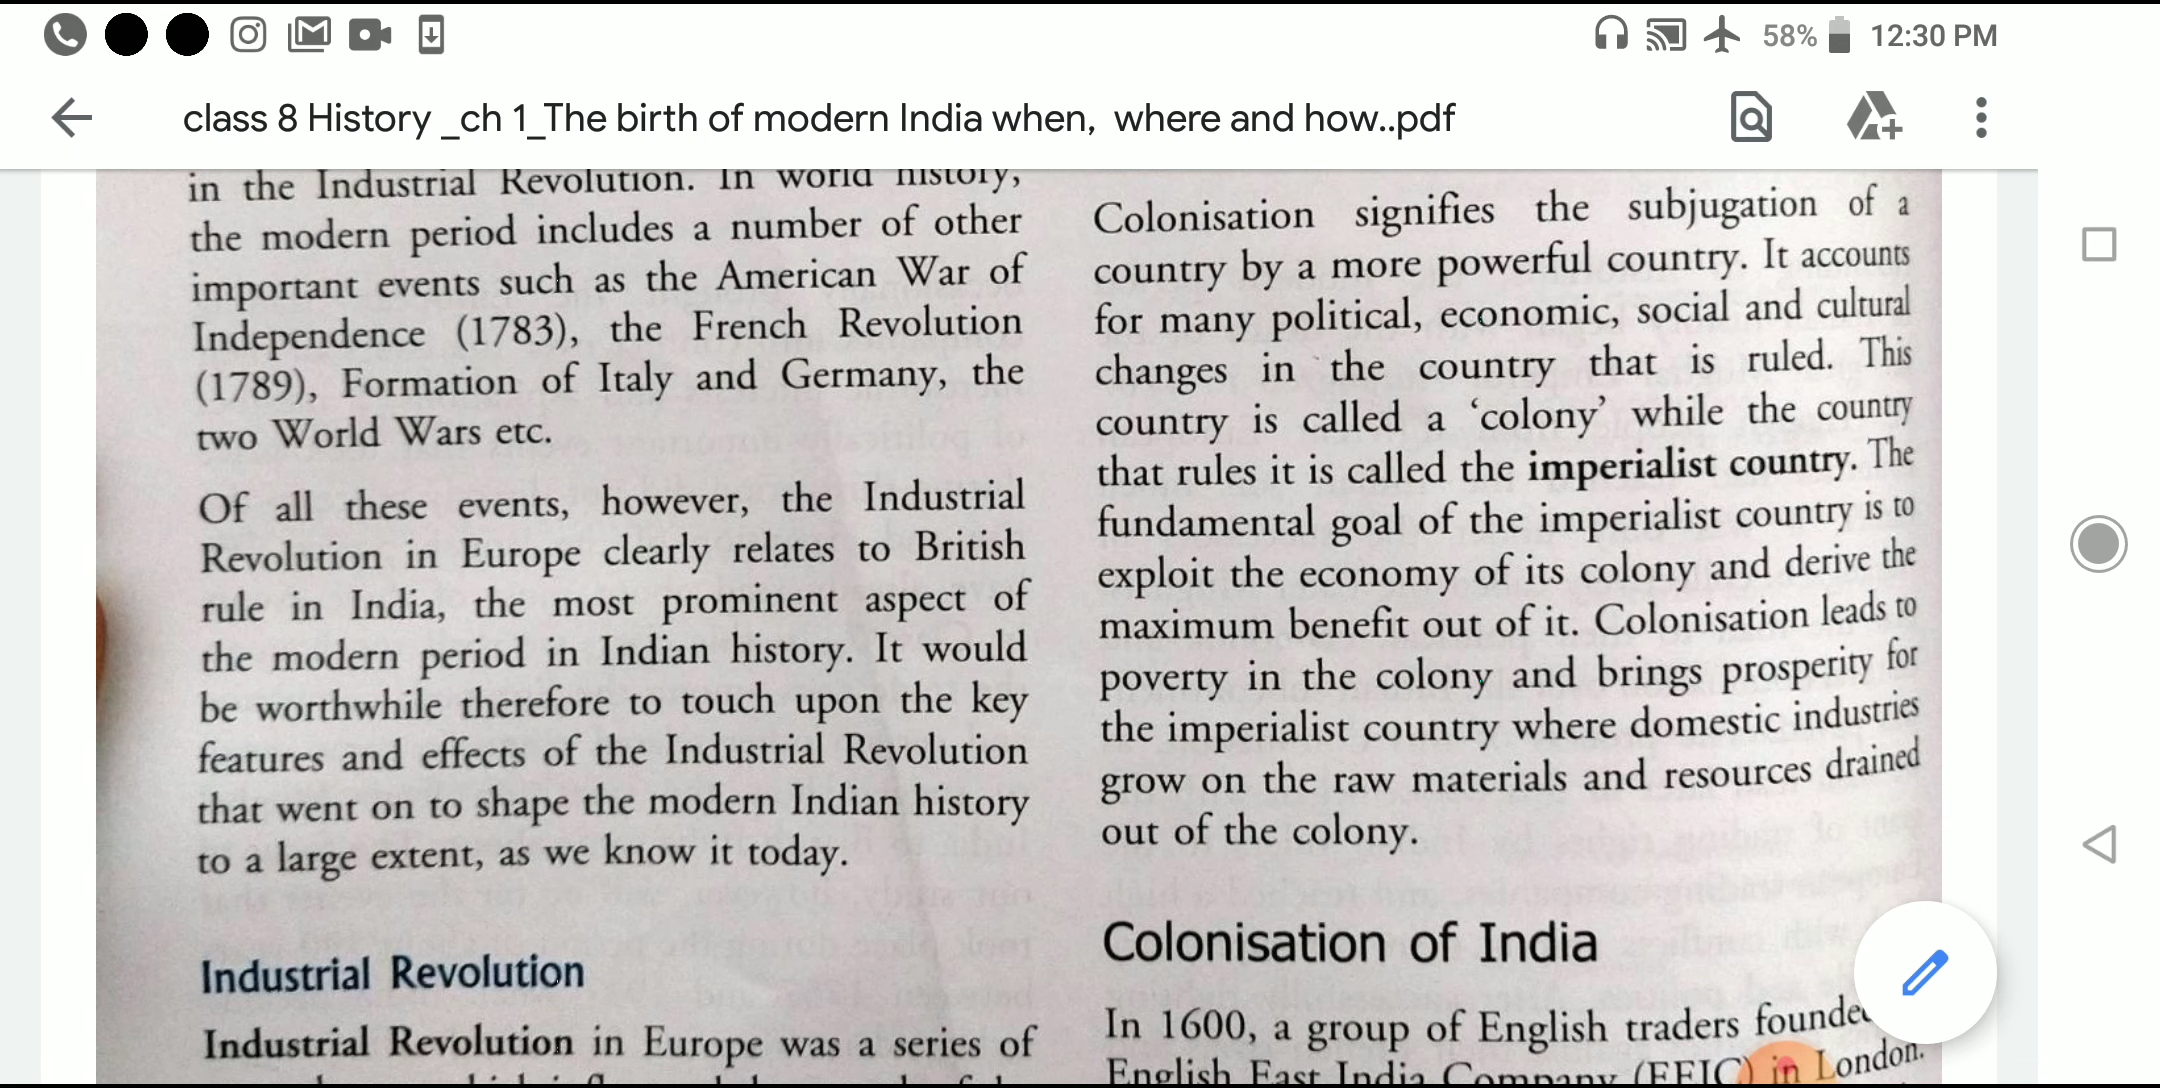 58% 12:30 PM
class 8 History _ch 1_The birth of modern India when, where and how..pdf
in the Industrial Revolution. In world history,
the modern period includes a number of other
important events such as the American War of
Independence (1783), the French Revolution
(1789), Formation of Italy and Germany, the
two World Wars etc.
Of all these events, however, the Industrial
Revolution in Europe clearly relates to British
rule in India, the most prominent aspect of
the modern period in Indian history. It would
be worthwhile therefore to touch upon the key
features and effects of the Industrial Revolution
that went on to shape the modern Indian history
to a large extent, as we know it today.
Industrial Revolution
Industrial Revolution in Europe was a series of
Colonisation signifies the subjugation of a
country by a more powerful country. It accounts
for many political, economic, social and cultural
changes in the country that is ruled. This
country is called a ‘colony’ while the country
that rules it is called the imperialist country. The
fundamental goal of the imperialist country is to
exploit the economy of its colony and derive the
maximum benefit out of it. Colonisation leads to
poverty in the colony and brings prosperity for
the imperialist country where domestic industries
grow on the raw materials and resources drained
out of the colony.
Colonisation of India
In 1600, a group of English traders founded
English East India Company (EEIC) in London.